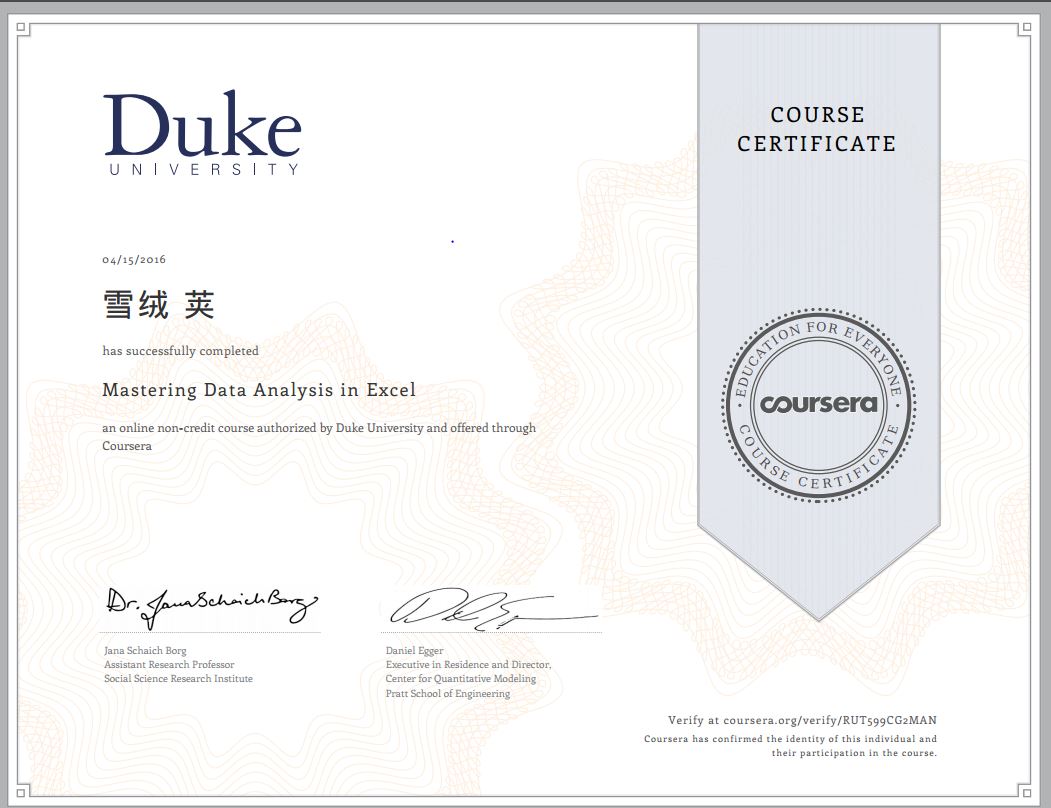 Duke
UNIVERSITY
COURSE
CERTIFICATE
04/15/2016
雪绒 荚
has successfully completed
Mastering Data Analysis in Excel
an online non-credit course authorized by Duke University and offered through
Coursera
EDUCATION FOR EVERYONE
coursera
COURSE CERTIFICATE
Dr. Jana Schaich Borg
Jana Schaich Borg
Assistant Research Professor
Social Science Research Institute
Daniel Egger
Executive in Residence and Director,
Center for Quantitative Modeling
Pratt School of Engineering
Verify at coursera.org/verify/RUT599CG2MAN
Coursera has confirmed the identity of this individual and
their participation in the course.